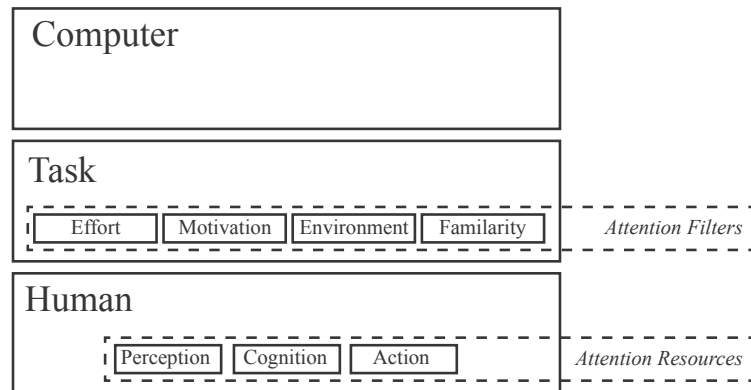 Computer
Task
Effort Motivation Environment Familarity Attention Filters
Human
Perception Cognition Action Attention Resources